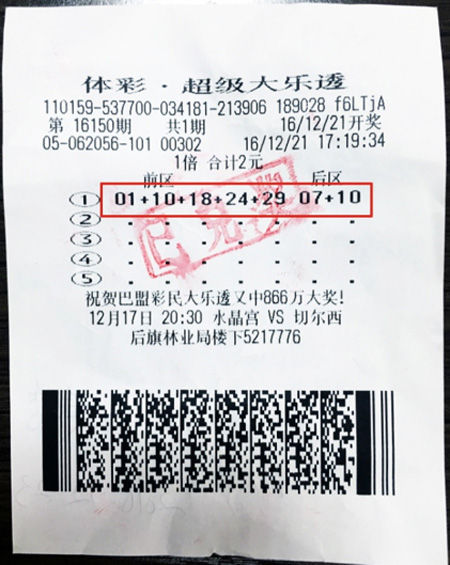 体彩·超级大乐透
110159-537700-034181-213906 189028 f6LTjA
第 16150期 共1期 16/12/21开奖
05-062056-101 00302 16/12/21 17:19:34
1倍 合计2元
前区 后区
① 01+10+18+24+29 07+10
②
③
④
⑤
已兑奖
祝贺巴盟彩民大乐透又中866万大奖!
12月17日 20:30 水晶宫 VS 切尔西
后旗林业局楼下5217776